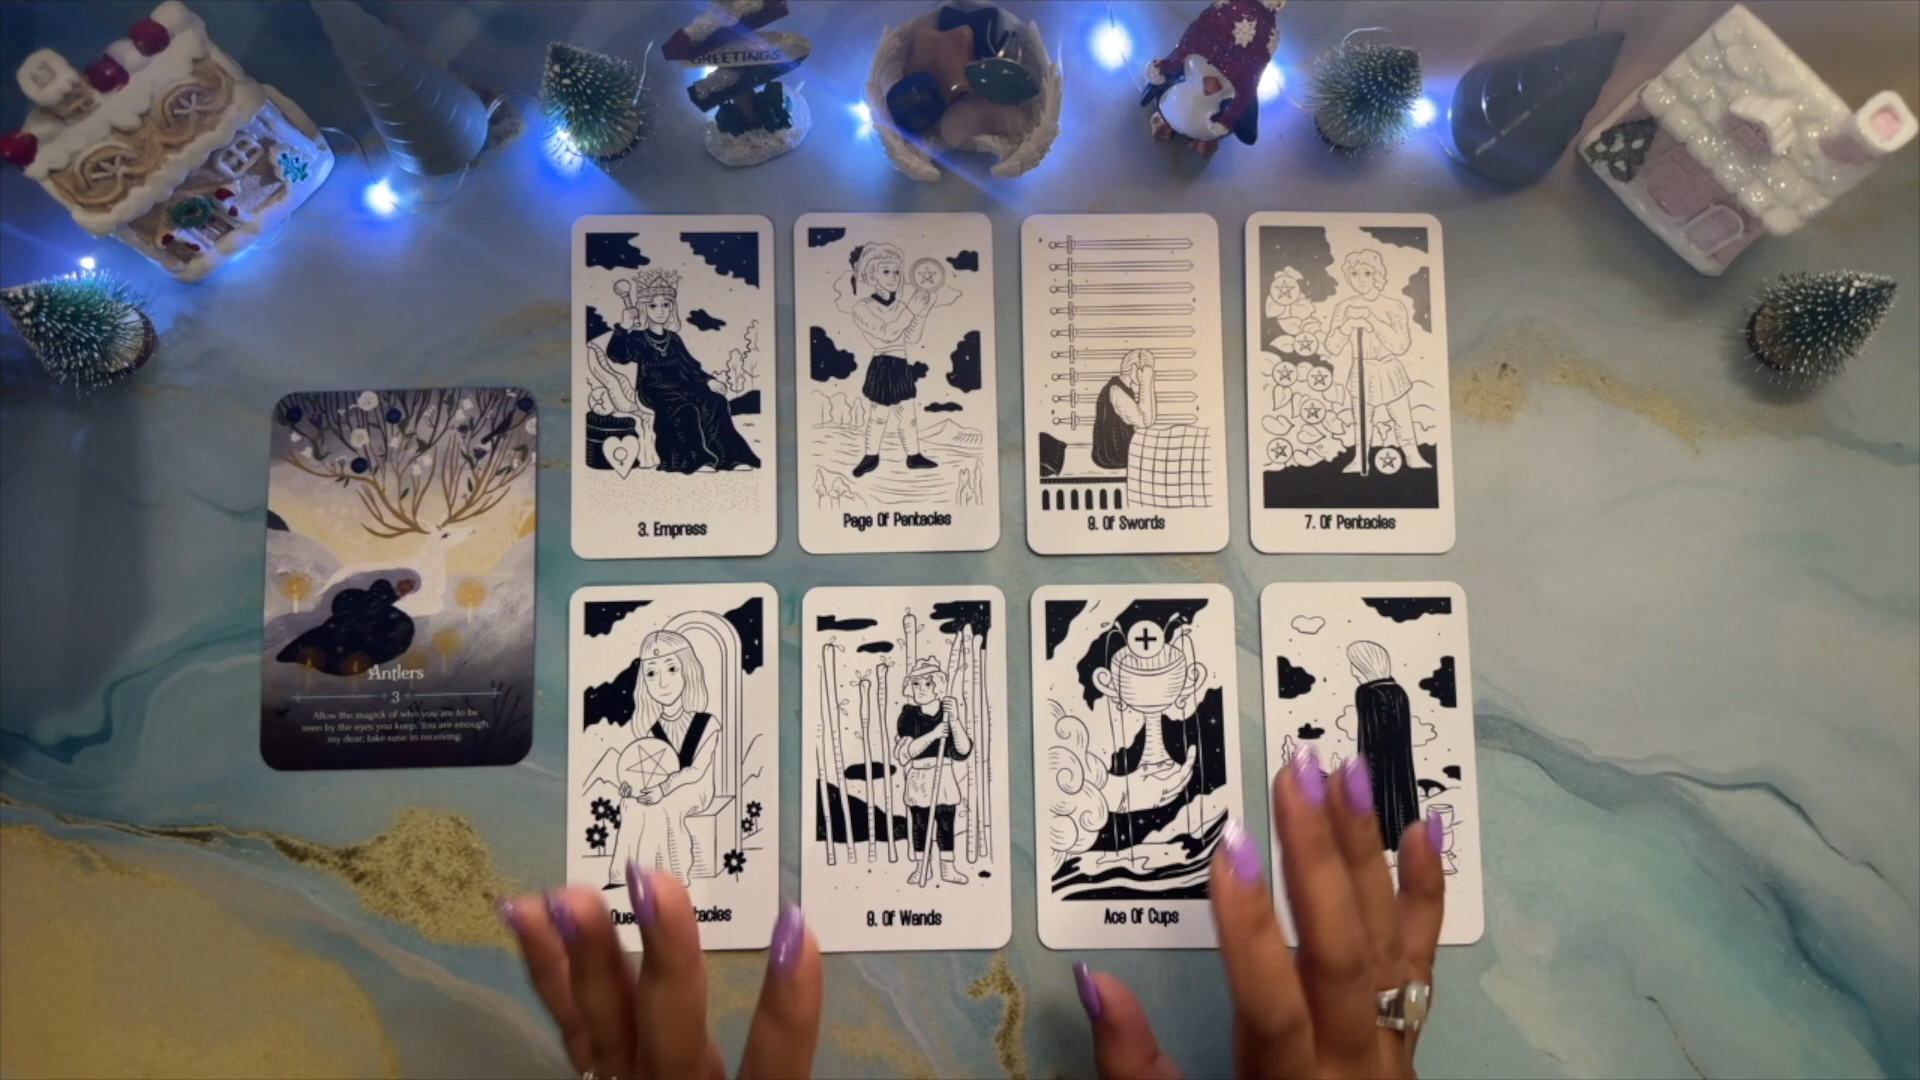 GREETINGS
3. Empress
Page Of Pentacles
9. Of Swords
7. Of Pentacles
Antlers
3
Allow the magick of who you are to be
seen by the eyes you keep. You are enough,
my dear; take ease in receiving.
9. Of Wands
Ace Of Cups